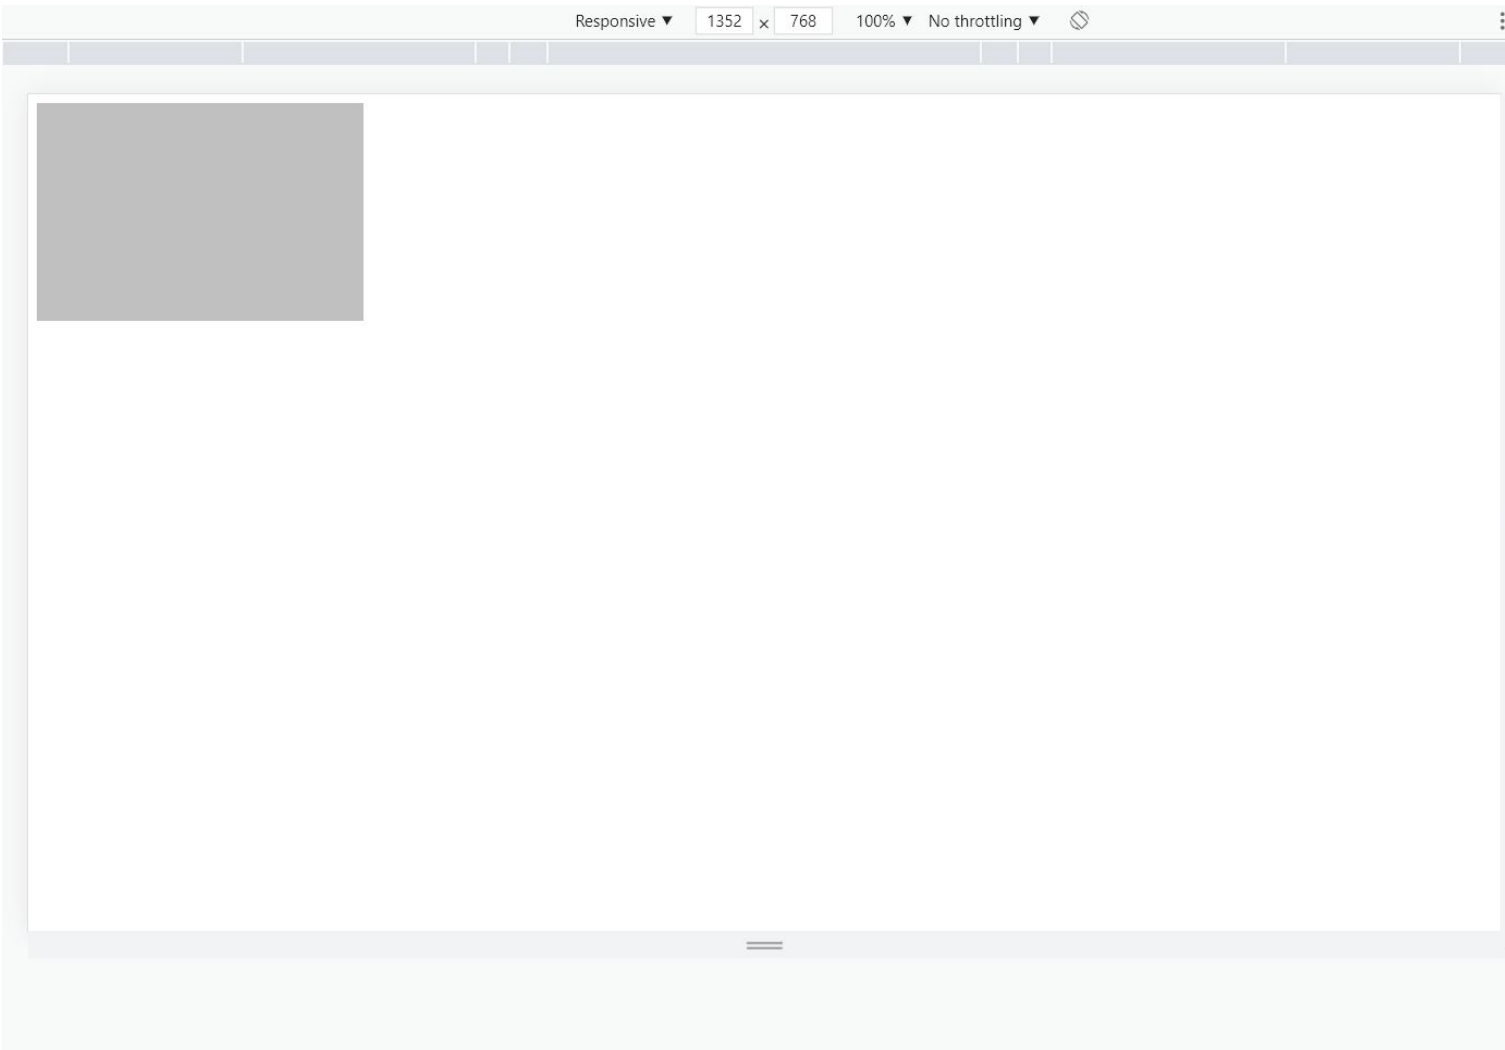 Responsive ▼ 1352 × 768 100% ▼ No throttling ▼